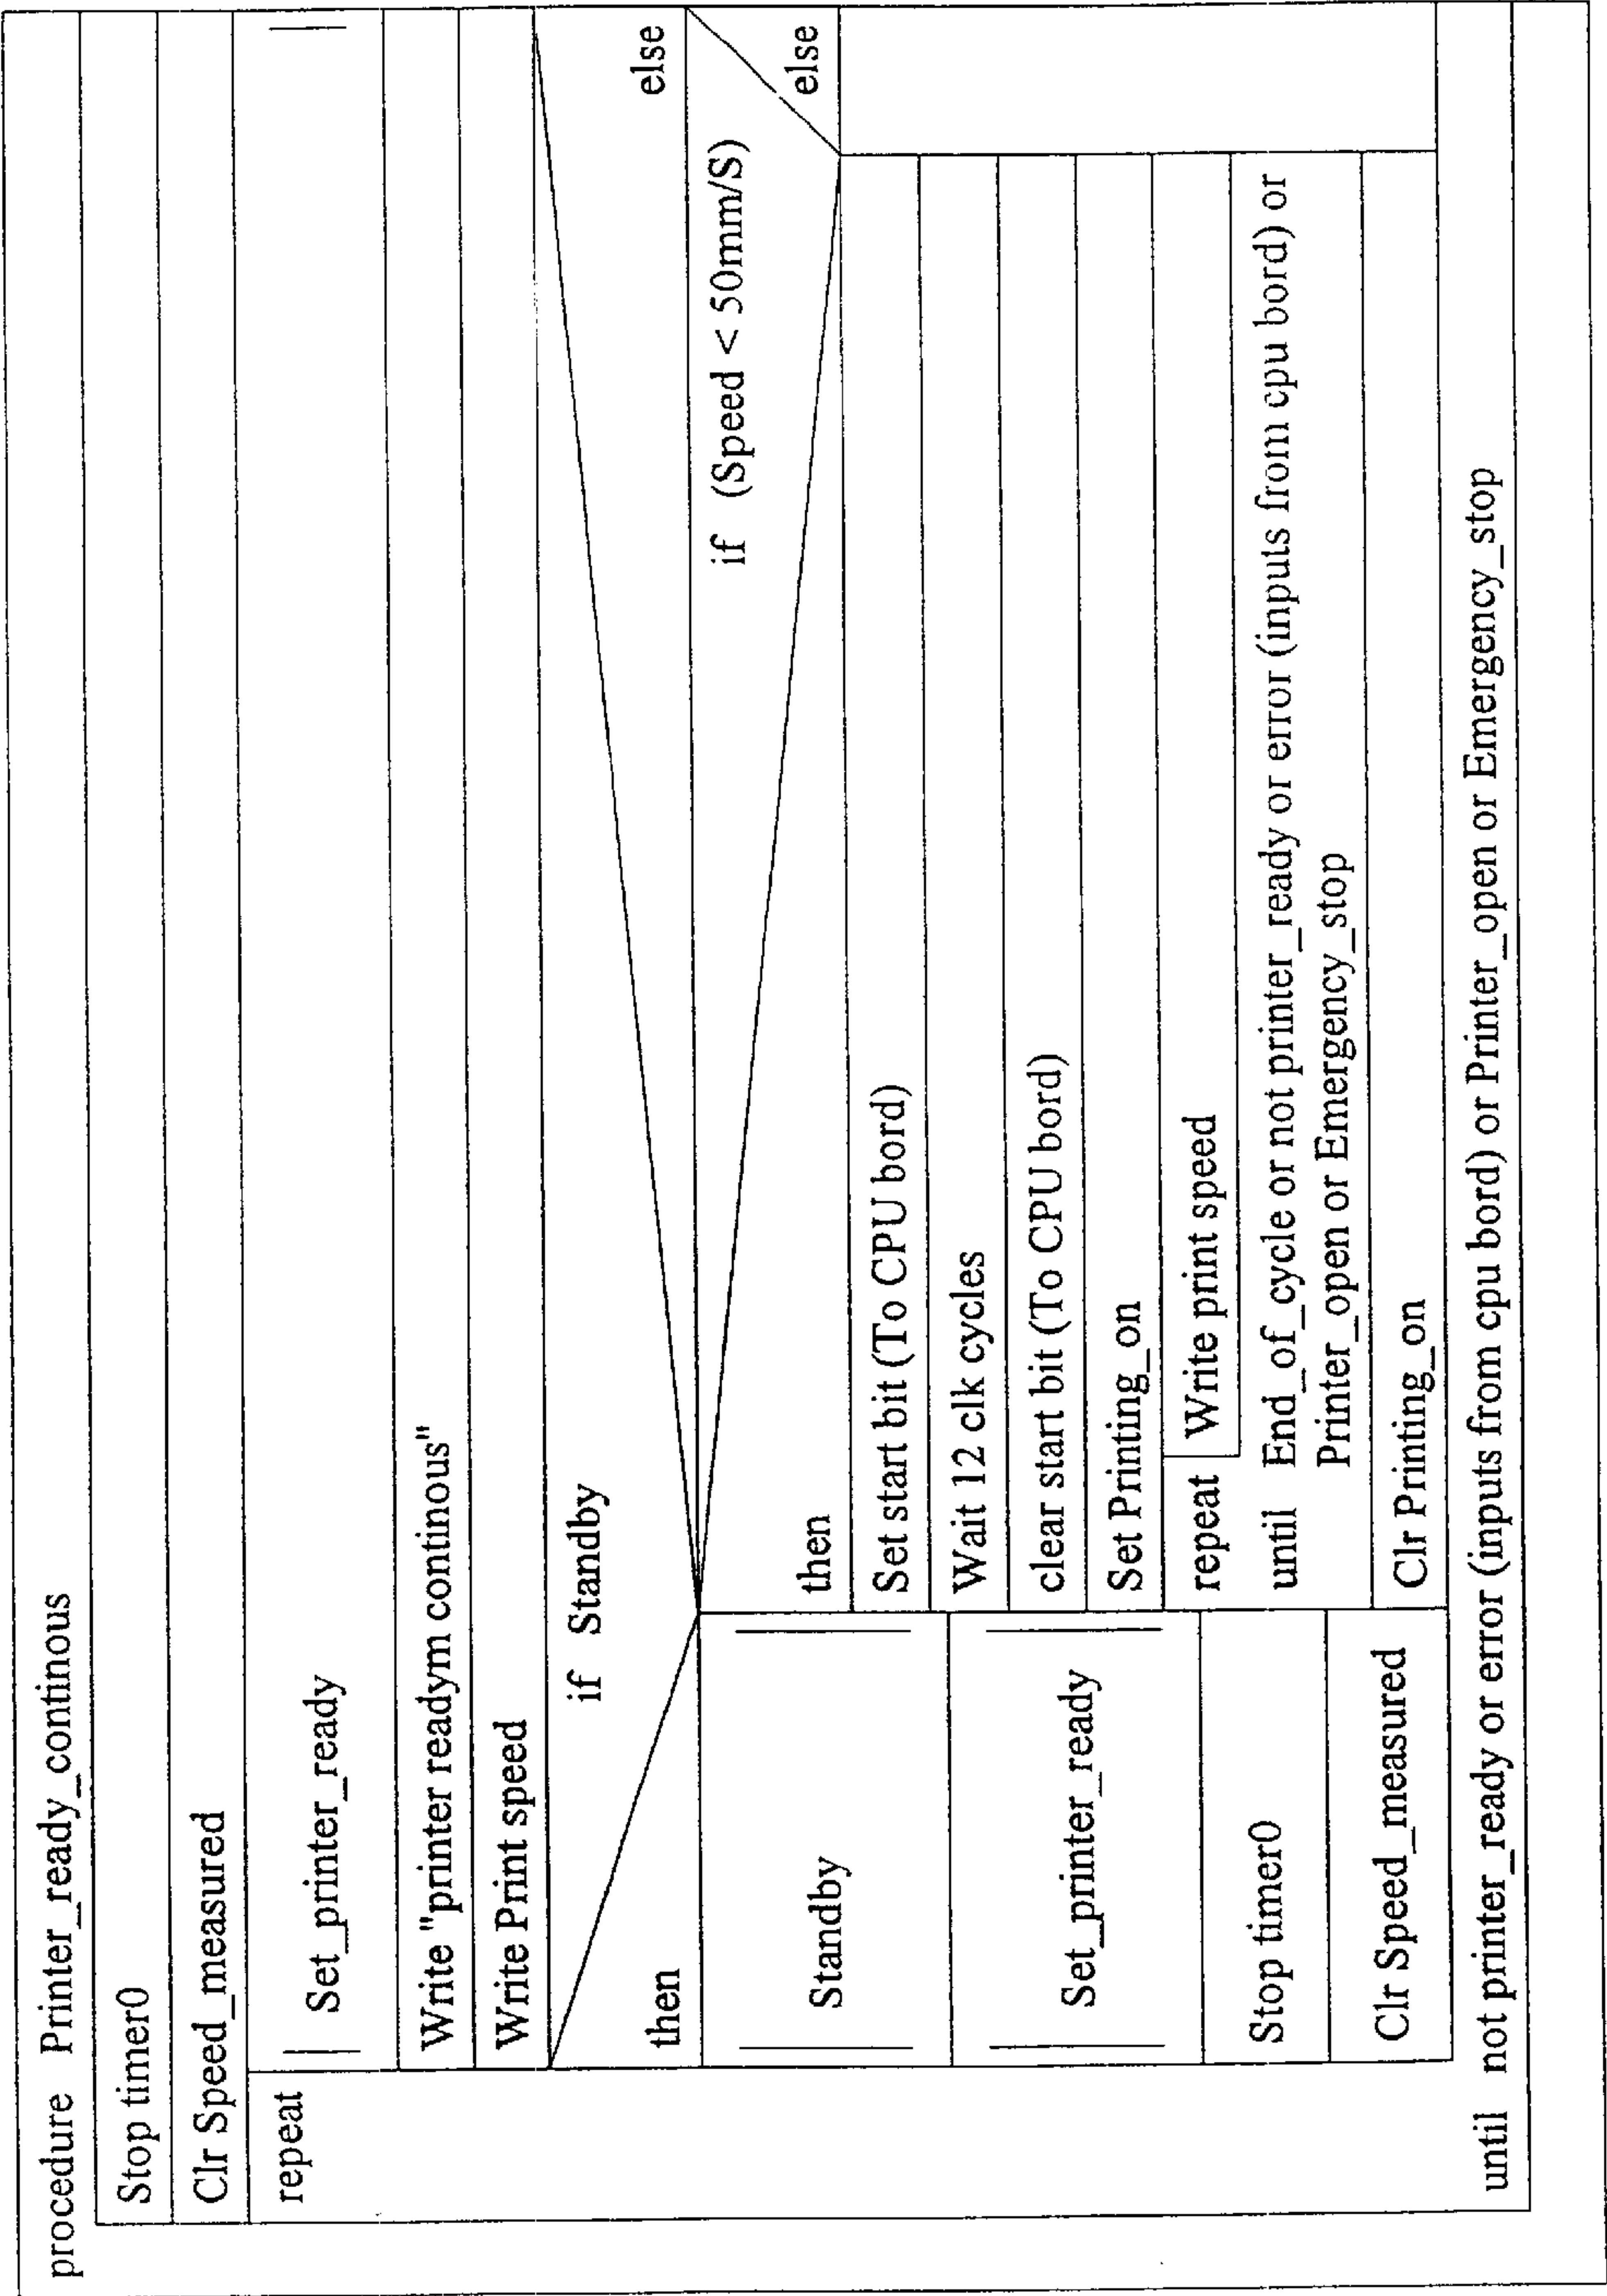 procedure Printer_ready_continous
Stop timer0
Clr Speed_measured
repeat
Set_printer_ready
Write "printer readym continous"
Write Print speed
if Standby
then
else
Standby
Set_printer_ready
Stop timer0
Clr Speed_measured
if (Speed < 50mm/S)
then
else
Set start bit (To CPU bord)
Wait 12 clk cycles
clear start bit (To CPU bord)
Set Printing_on
repeat Write print speed
until End_of_cycle or not printer_ready or error (inputs from cpu bord) or
Printer_open or Emergency_stop
Clr Printing_on
until not printer_ready or error (inputs from cpu bord) or Printer_open or Emergency_stop